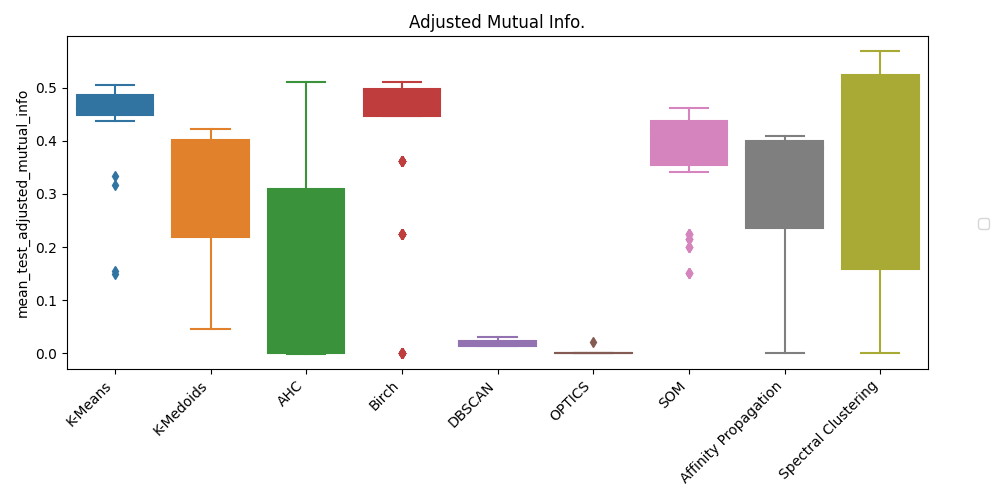 Adjusted Mutual Info.
mean_test_adjusted_mutual_info
0.5
0.4
0.3
0.2
0.1
0.0
K-Means
K-Medoids
AHC
Birch
DBSCAN
OPTICS
SOM
Affinity Propagation
Spectral Clustering